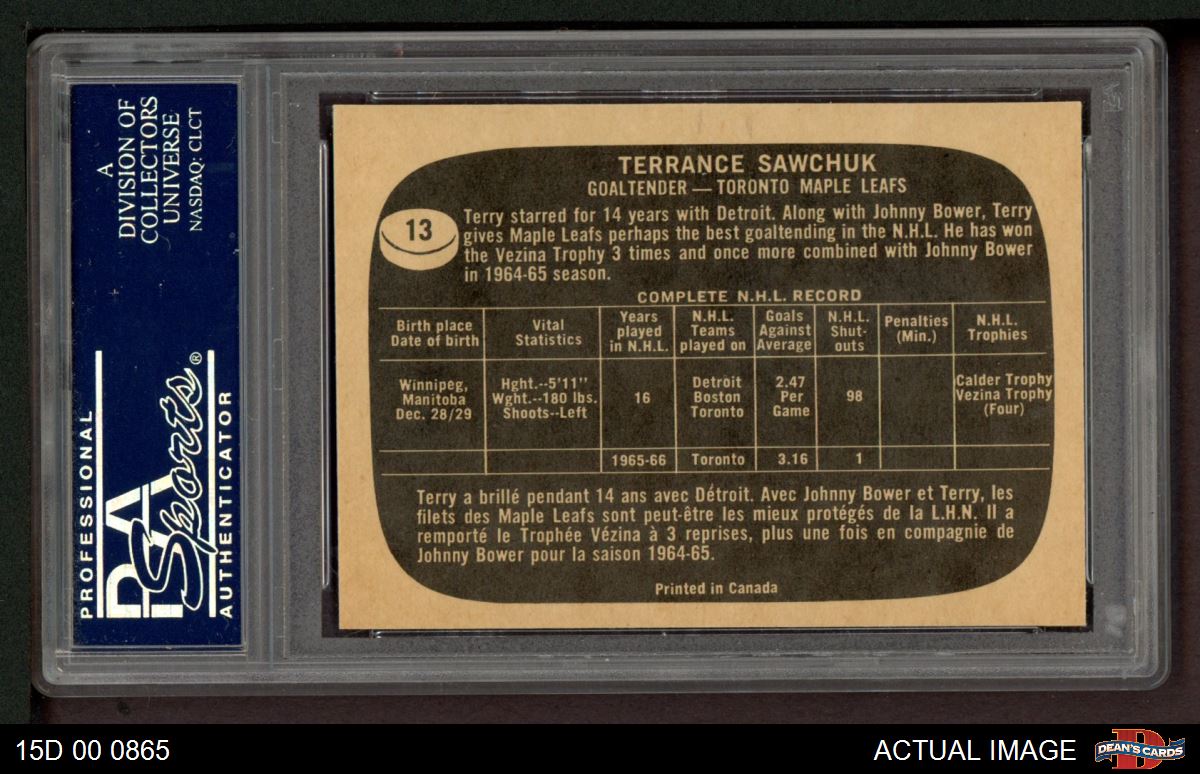 A
DIVISION OF
COLLECTORS
UNIVERSE
NASDAQ: CLCT
PROFESSIONAL
PSA
Sports®
AUTHENTICATOR
TERRANCE SAWCHUK
GOALTENDER — TORONTO MAPLE LEAFS
13
Terry starred for 14 years with Detroit. Along with Johnny Bower, Terry
gives Maple Leafs perhaps the best goaltending in the N.H.L. He has won
the Vezina Trophy 3 times and once more combined with Johnny Bower
in 1964-65 season.
COMPLETE N.H.L. RECORD
Birth place
Date of birth
Vital
Statistics
Years
played
in N.H.L.
N.H.L.
Teams
played on
Goals
Against
Average
N.H.L.
Shut-
outs
Penalties
(Min.)
N.H.L.
Trophies
Winnipeg,
Manitoba
Dec. 28/29
Hght.--5'11"
Wght.--180 lbs.
Shoots--Left
16
Detroit
Boston
Toronto
2.47
Per
Game
98
Calder Trophy
Vezina Trophy
(Four)
1965-66 Toronto 3.16 1
Terry a brillé pendant 14 ans avec Détroit. Avec Johnny Bower et Terry, les
filets des Maple Leafs sont peut-être les mieux protégés de la L.H.N. Il a
remporté le Trophée Vézina à 3 reprises, plus une fois en compagnie de
Johnny Bower pour la saison 1964-65.
Printed in Canada
15D 00 0865
ACTUAL IMAGE
D
DEAN'S CARDS